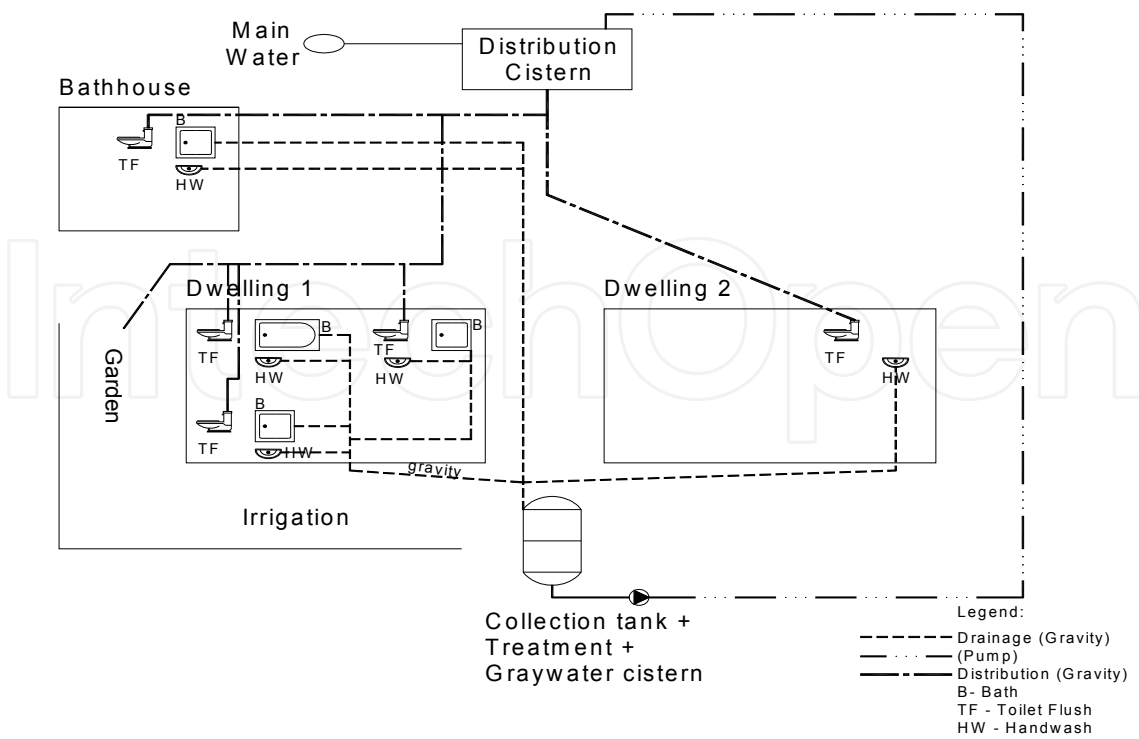 Main
Water
Distribution
Cistern
Bathhouse
B
TF
HW
IntechOpen
Dwelling 1
Dwelling 2
Garden
TF
B
HW
TF
B
HW
TF
HW
TF
B
HW
gravity
Irrigation
Collection tank +
Treatment +
Graywater cistern
Legend:
Drainage (Gravity)
(Pump)
Distribution (Gravity)
B- Bath
TF - Toilet Flush
HW - Handwash